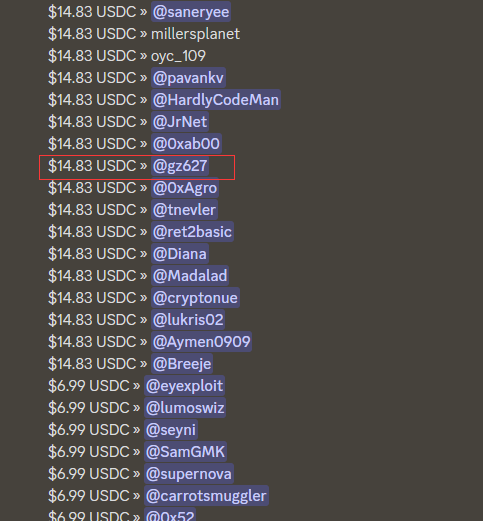 $14.83 USDC » @saneryee
$14.83 USDC » millersplanet
$14.83 USDC » oyc_109
$14.83 USDC » @pavankv
$14.83 USDC » @HardlyCodeMan
$14.83 USDC » @JrNet
$14.83 USDC » @0xab00
$14.83 USDC » @gz627
$14.83 USDC » @0xAgro
$14.83 USDC » @tnevler
$14.83 USDC » @ret2basic
$14.83 USDC » @Diana
$14.83 USDC » @Madalad
$14.83 USDC » @cryptonue
$14.83 USDC » @lukris02
$14.83 USDC » @Aymen0909
$14.83 USDC » @Breeje
$6.99 USDC » @eyexploit
$6.99 USDC » @lumoswiz
$6.99 USDC » @seyni
$6.99 USDC » @SamGMK
$6.99 USDC » @supernova
$6.99 USDC » @carrotsmuggler
$6.99 USDC » @0x52